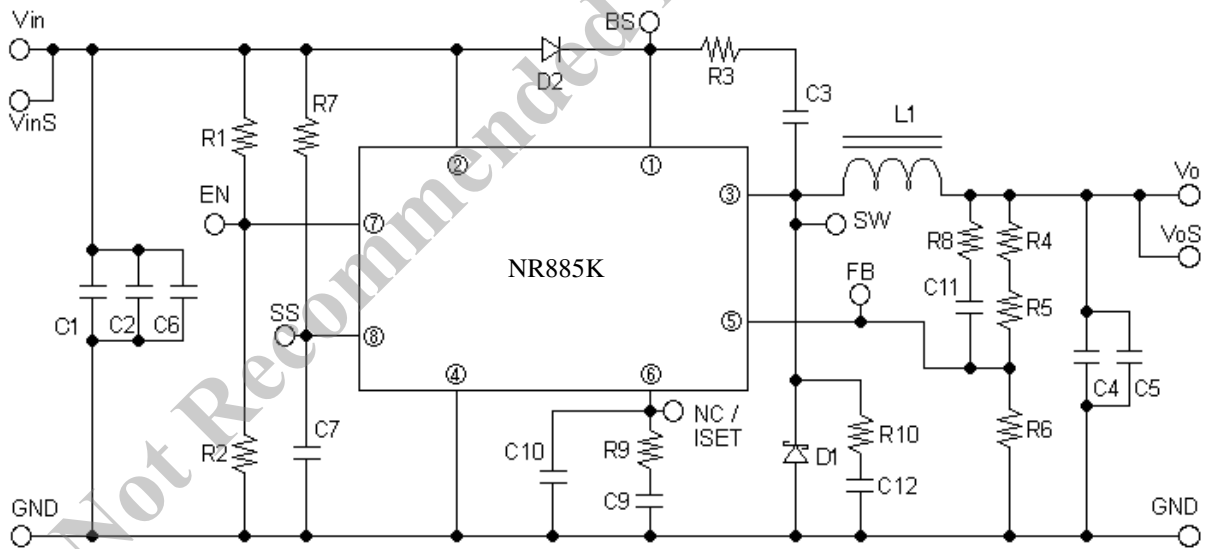 Vin
BS
D2
R3
VinS
R7
C3
L1
R1
②
①
③
Vo
EN
⑦
SW
R8
R4
VoS
NR885K
FB
C11
R5
C1
C2
C6
SS
⑧
⑤
④
⑥
C4
C5
NC /
ISET
C7
C10
R9
R10
R6
R2
D1
C9
C12
GND
GND
Not Recommended